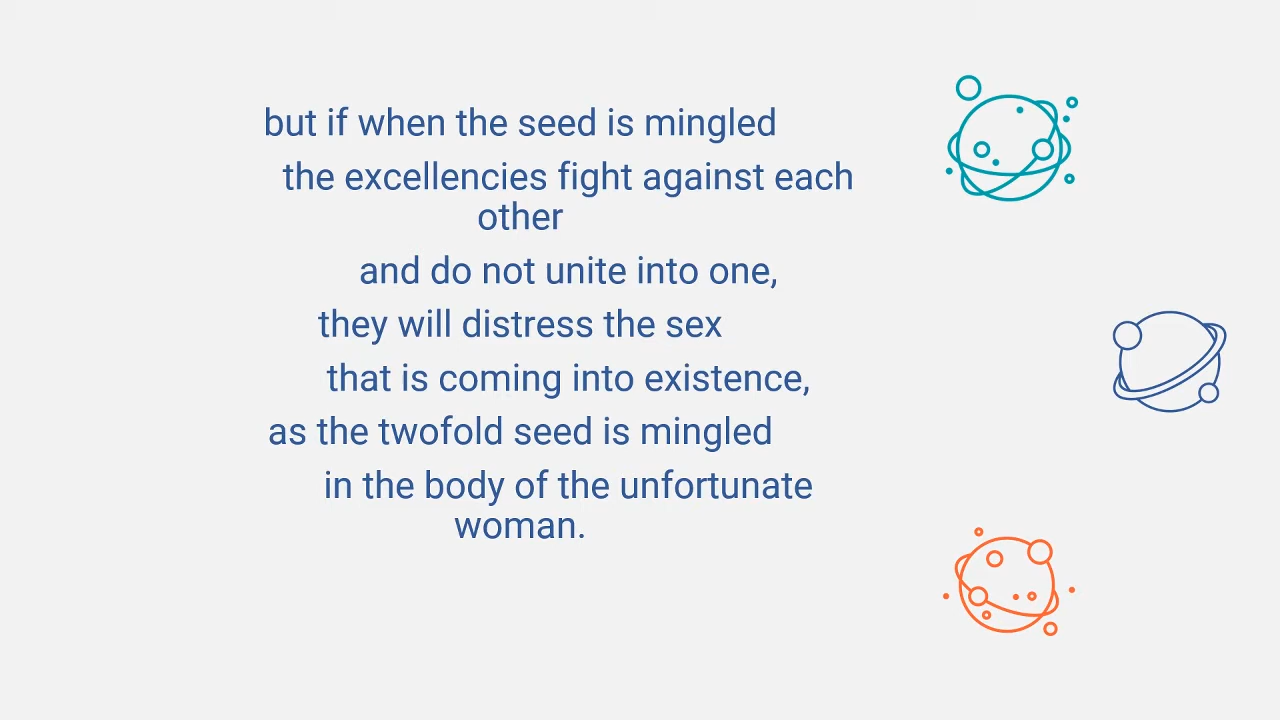 but if when the seed is mingled
the excellencies fight against each
other
and do not unite into one,
they will distress the sex
that is coming into existence,
as the twofold seed is mingled
in the body of the unfortunate
woman.